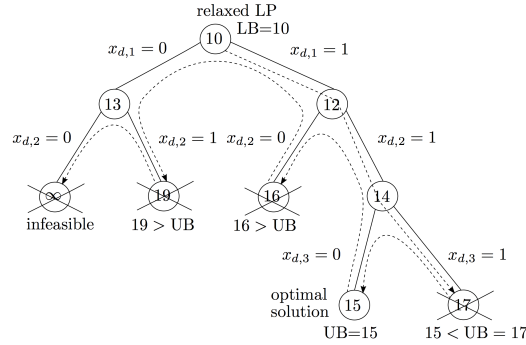 relaxed LP
LB=10
10
x_{d,1} = 0
x_{d,1} = 1
13
12
x_{d,2} = 0
x_{d,2} = 1
x_{d,2} = 0
x_{d,2} = 1
∞
19
16
14
infeasible
19 > UB
16 > UB
x_{d,3} = 0
x_{d,3} = 1
optimal
solution
15
17
UB=15
15 < UB = 17